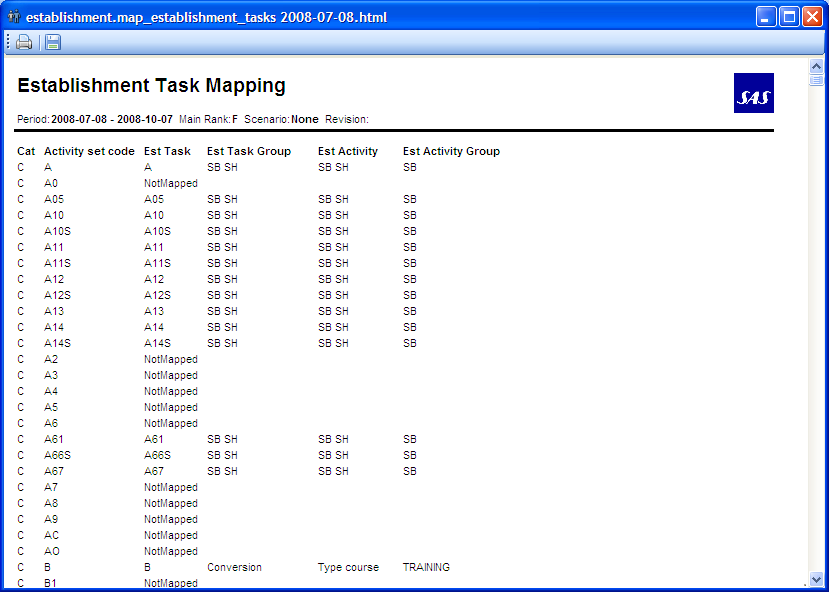 establishment.map_establishment_tasks 2008-07-08.html
Establishment Task Mapping
SAS
Period: 2008-07-08 - 2008-10-07 Main Rank: F Scenario: None Revision:
Cat Activity set code Est Task Est Task Group Est Activity Est Activity Group
C A A SB SH SB SH SB
C A0 NotMapped
C A05 A05 SB SH SB SH SB
C A10 A10 SB SH SB SH SB
C A10S A10S SB SH SB SH SB
C A11 A11 SB SH SB SH SB
C A11S A11S SB SH SB SH SB
C A12 A12 SB SH SB SH SB
C A12S A12S SB SH SB SH SB
C A13 A13 SB SH SB SH SB
C A14 A14 SB SH SB SH SB
C A14S A14S SB SH SB SH SB
C A2 NotMapped
C A3 NotMapped
C A4 NotMapped
C A5 NotMapped
C A6 NotMapped
C A61 A61 SB SH SB SH SB
C A66S A66S SB SH SB SH SB
C A67 A67 SB SH SB SH SB
C A7 NotMapped
C A8 NotMapped
C A9 NotMapped
C AC NotMapped
C AO NotMapped
C B B Conversion Type course TRAINING
C B1 NotMapped